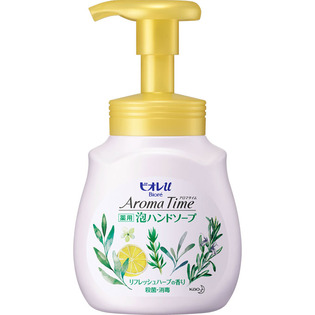 ビオレu
Bioré
Aroma Time
アロマタイム
薬用 泡ハンドソープ
リフレッシュハーブの香り
殺菌・消毒
KAO